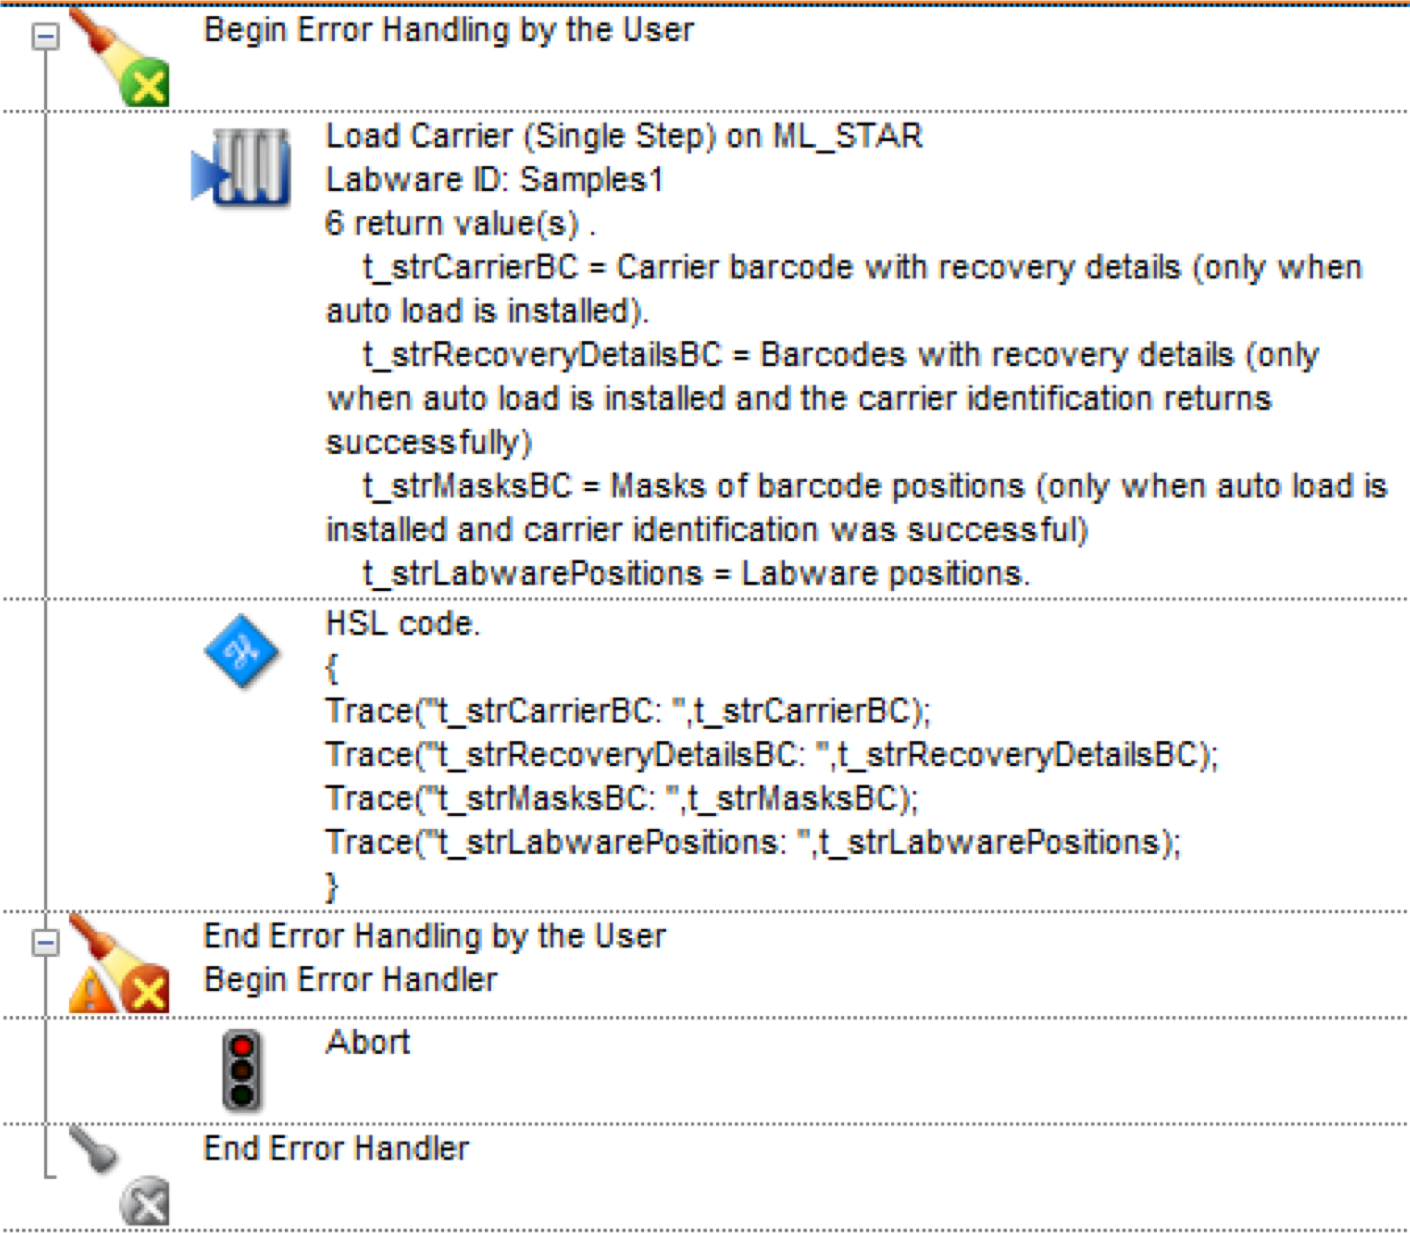 Begin Error Handling by the User
Load Carrier (Single Step) on ML_STAR
Labware ID: Samples1
6 return value(s) .
t_strCarrierBC = Carrier barcode with recovery details (only when
auto load is installed).
t_strRecoveryDetailsBC = Barcodes with recovery details (only
when auto load is installed and the carrier identification returns
successfully)
t_strMasksBC = Masks of barcode positions (only when auto load is
installed and carrier identification was successful)
t_strLabwarePositions = Labware positions.
HSL code.
{
Trace("t_strCarrierBC: ",t_strCarrierBC);
Trace("t_strRecoveryDetailsBC: ",t_strRecoveryDetailsBC);
Trace("t_strMasksBC: ",t_strMasksBC);
Trace("t_strLabwarePositions: ",t_strLabwarePositions);
}
End Error Handling by the User
Begin Error Handler
Abort
End Error Handler